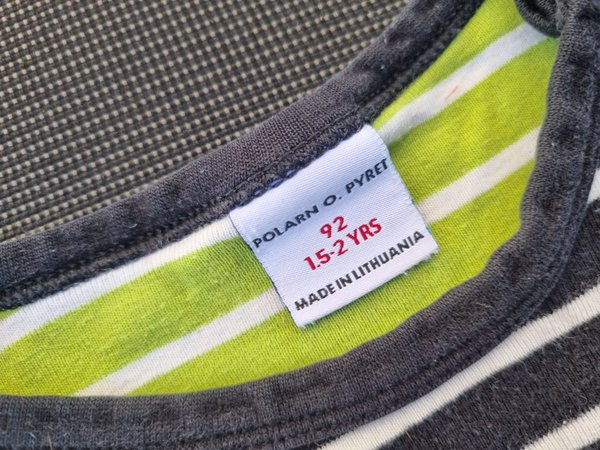 POLARN O. PYRET
92
1.5-2 YRS
MADE IN LITHUANIA